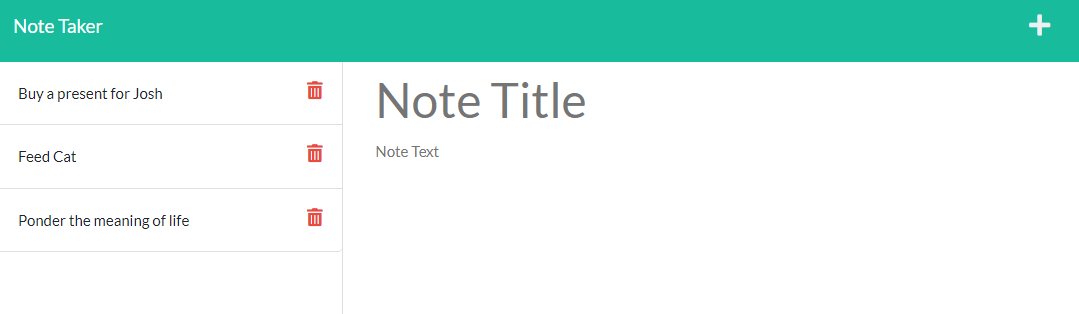 Note Taker
Buy a present for Josh
Feed Cat
Ponder the meaning of life
Note Title
Note Text